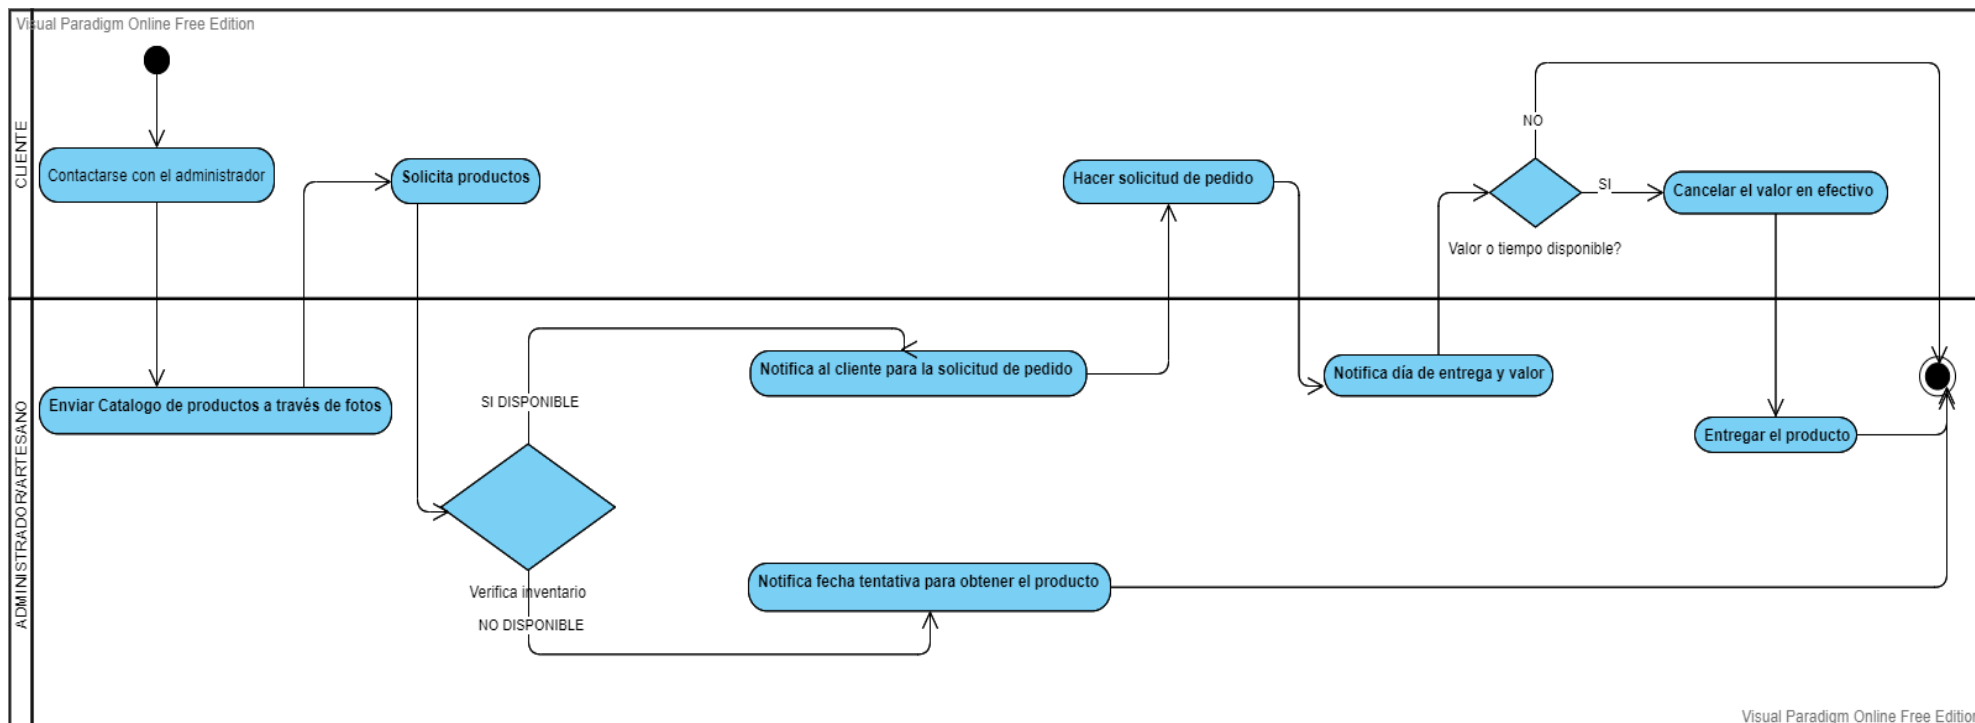 Visual Paradigm Online Free Edition
CLIENTE
Contactarse con el administrador
Solicita productos
Hacer solicitud de pedido
NO
SI
Cancelar el valor en efectivo
Valor o tiempo disponible?
ADMINISTRADOR/ARTESANO
Enviar Catalogo de productos a través de fotos
SI DISPONIBLE
Notifica al cliente para la solicitud de pedido
Notifica día de entrega y valor
Entregar el producto
Verifica inventario
NO DISPONIBLE
Notifica fecha tentativa para obtener el producto
Visual Paradigm Online Free Edition